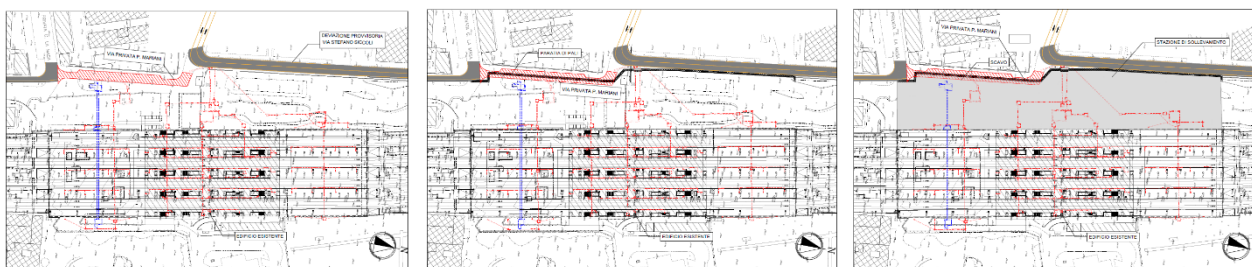 DEVIAZIONE PROVVISORIA
VIA STEFANO SICCOLI
VIA PRIVATA P. MARIANI
EDIFICIO ESISTENTE
PARATIA DI PALI
VIA PRIVATA P. MARIANI
EDIFICIO ESISTENTE
VIA PRIVATA P. MARIANI
STAZIONE DI SOLLEVAMENTO
SCAVO
EDIFICIO ESISTENTE